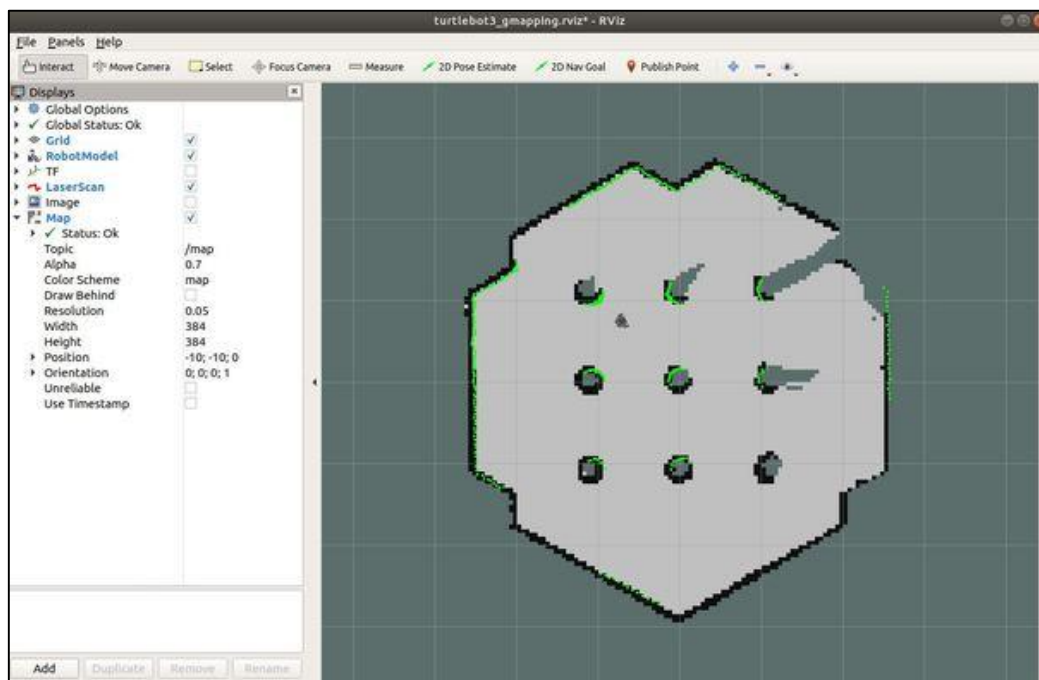 turtlebot3_gmapping.rviz* - RViz
File Panels Help
Interact Move Camera Select Focus Camera Measure 2D Pose Estimate 2D Nav Goal Publish Point
Displays
Global Options
Global Status: Ok
Grid
RobotModel
TF
LaserScan
Image
Map
Status: Ok
Topic /map
Alpha 0.7
Color Scheme map
Draw Behind
Resolution 0.05
Width 384
Height 384
Position -10; -10; 0
Orientation 0; 0; 0; 1
Unreliable
Use Timestamp
Add Duplicate Remove Rename